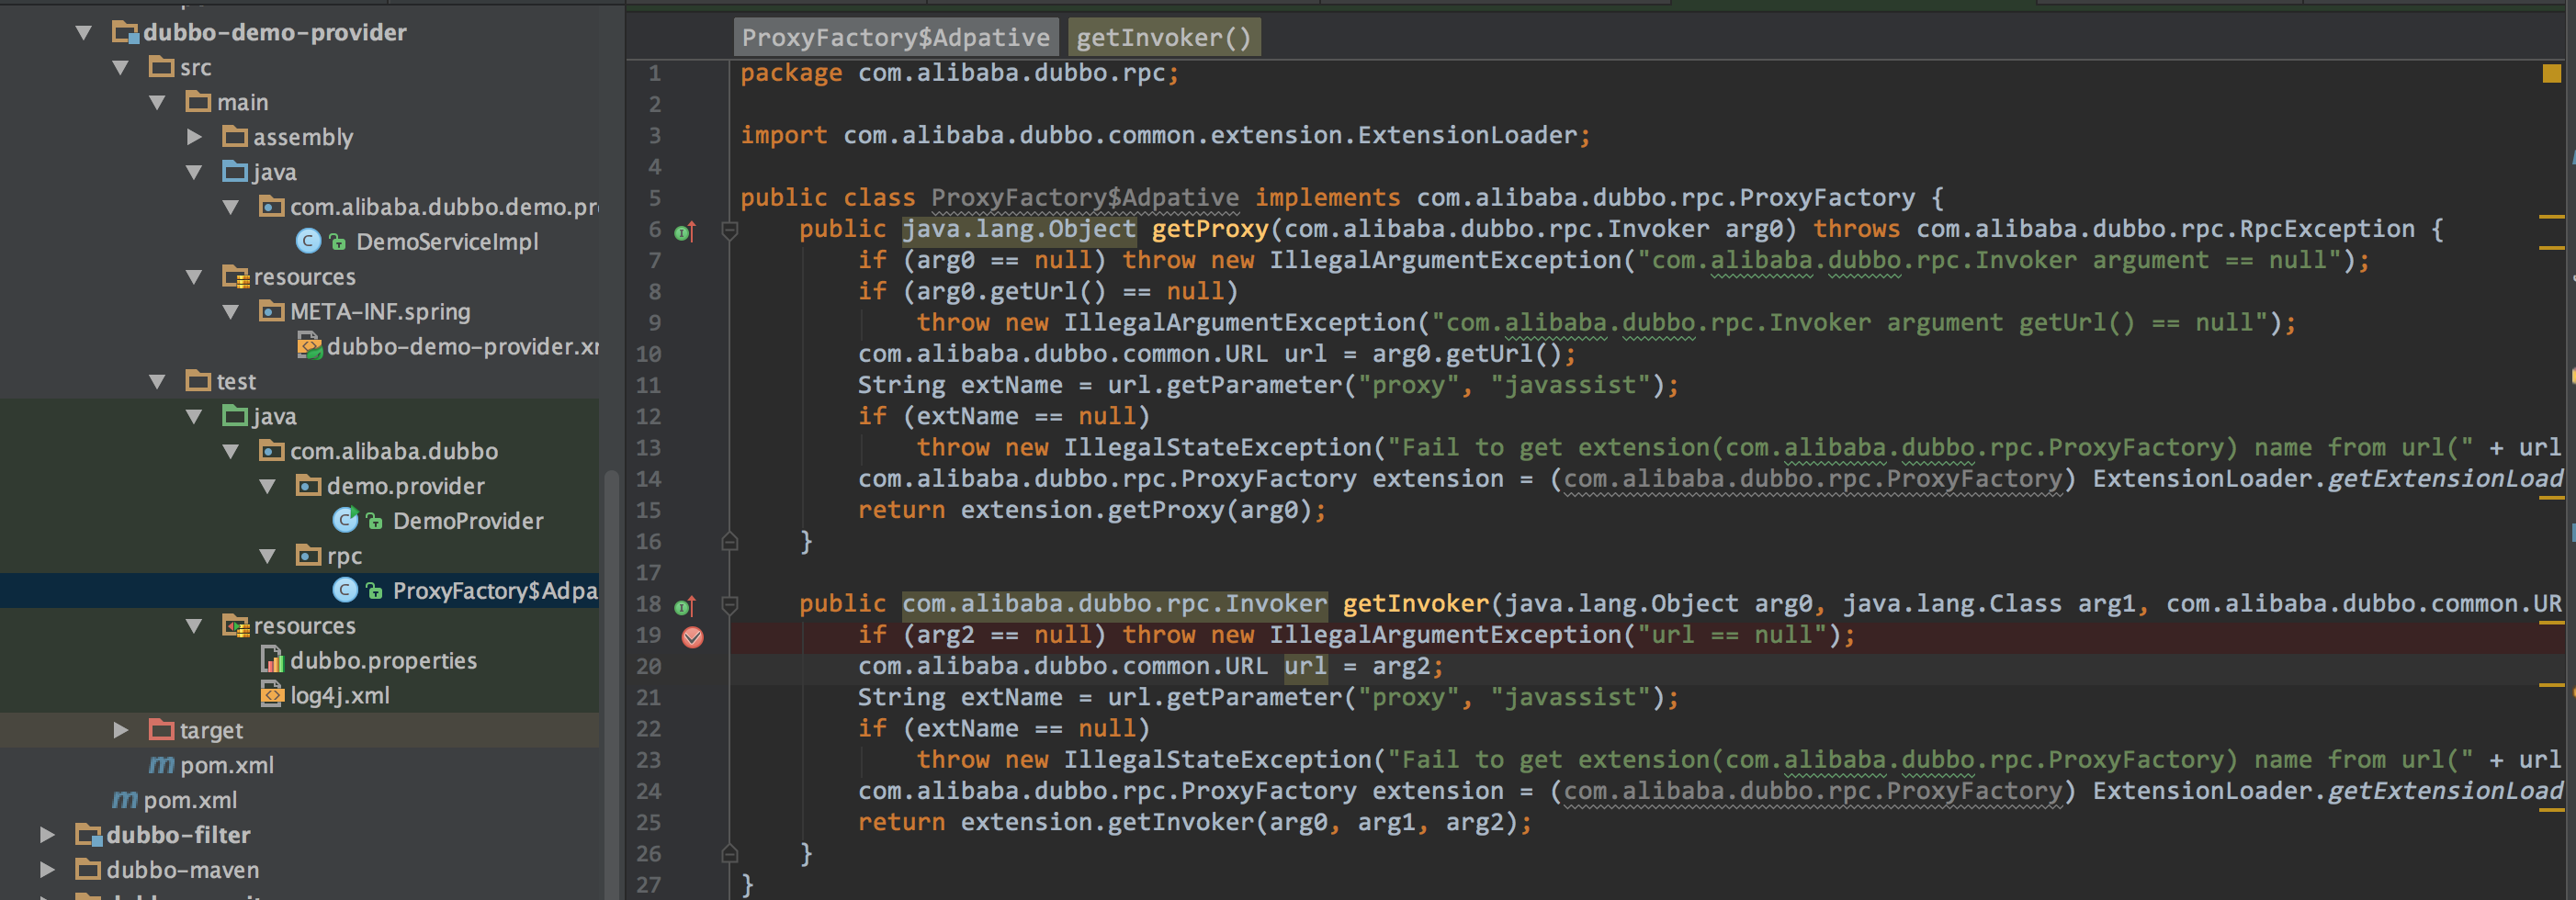 dubbo-demo-provider
src
main
assembly
java
com.alibaba.dubbo.demo.pr
DemoServiceImpl
resources
META-INF.spring
dubbo-demo-provider.x
test
java
com.alibaba.dubbo
demo.provider
DemoProvider
rpc
ProxyFactory$Adpa
resources
dubbo.properties
log4j.xml
target
pom.xml
pom.xml
dubbo-filter
dubbo-maven
ProxyFactory$Adpative getInvoker()
1 package com.alibaba.dubbo.rpc;
2
3 import com.alibaba.dubbo.common.extension.ExtensionLoader;
4
5 public class ProxyFactory$Adpative implements com.alibaba.dubbo.rpc.ProxyFactory {
6 public java.lang.Object getProxy(com.alibaba.dubbo.rpc.Invoker arg0) throws com.alibaba.dubbo.rpc.RpcException {
7 if (arg0 == null) throw new IllegalArgumentException("com.alibaba.dubbo.rpc.Invoker argument == null");
8 if (arg0.getUrl() == null)
9 throw new IllegalArgumentException("com.alibaba.dubbo.rpc.Invoker argument getUrl() == null");
10 com.alibaba.dubbo.common.URL url = arg0.getUrl();
11 String extName = url.getParameter("proxy", "javassist");
12 if (extName == null)
13 throw new IllegalStateException("Fail to get extension(com.alibaba.dubbo.rpc.ProxyFactory) name from url(" + url
14 com.alibaba.dubbo.rpc.ProxyFactory extension = (com.alibaba.dubbo.rpc.ProxyFactory) ExtensionLoader.getExtensionLoad
15 return extension.getProxy(arg0);
16 }
17
18 public com.alibaba.dubbo.rpc.Invoker getInvoker(java.lang.Object arg0, java.lang.Class arg1, com.alibaba.dubbo.common.UR
19 if (arg2 == null) throw new IllegalArgumentException("url == null");
20 com.alibaba.dubbo.common.URL url = arg2;
21 String extName = url.getParameter("proxy", "javassist");
22 if (extName == null)
23 throw new IllegalStateException("Fail to get extension(com.alibaba.dubbo.rpc.ProxyFactory) name from url(" + url
24 com.alibaba.dubbo.rpc.ProxyFactory extension = (com.alibaba.dubbo.rpc.ProxyFactory) ExtensionLoader.getExtensionLoad
25 return extension.getInvoker(arg0, arg1, arg2);
26 }
27 }